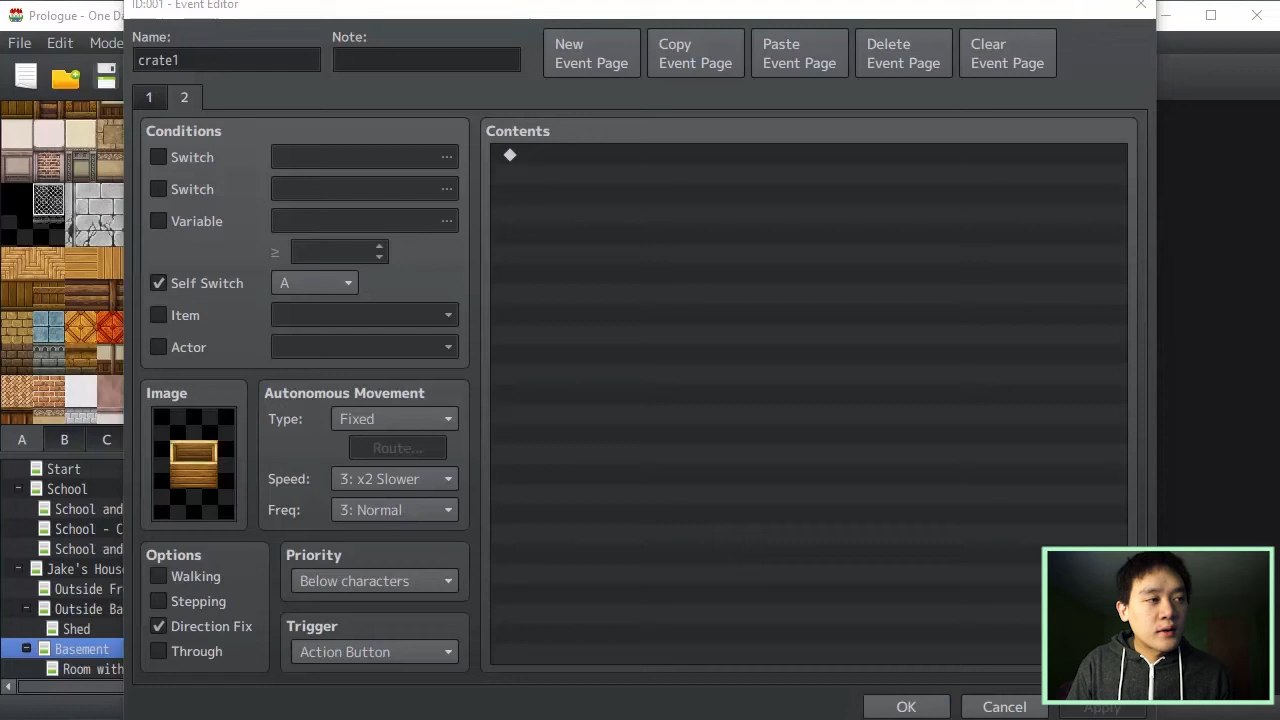 Prologue - One Da
ID:001 - Event Editor
File Edit Mode
Name: Note:
crate1
New Event Page
Copy Event Page
Paste Event Page
Delete Event Page
Clear Event Page
1 2
Conditions
Switch ...
Switch ...
Variable ...
≥
Self Switch A
Item
Actor
Image
Autonomous Movement
Type: Fixed
Route...
Speed: 3: x2 Slower
Freq: 3: Normal
Options
Walking
Stepping
Direction Fix
Through
Priority
Below characters
Trigger
Action Button
Contents
A B C
Start
School
School and
School - C
School and
Jake's Hous
Outside Fr
Outside Ba
Shed
Basement
Room with
OK Cancel Apply